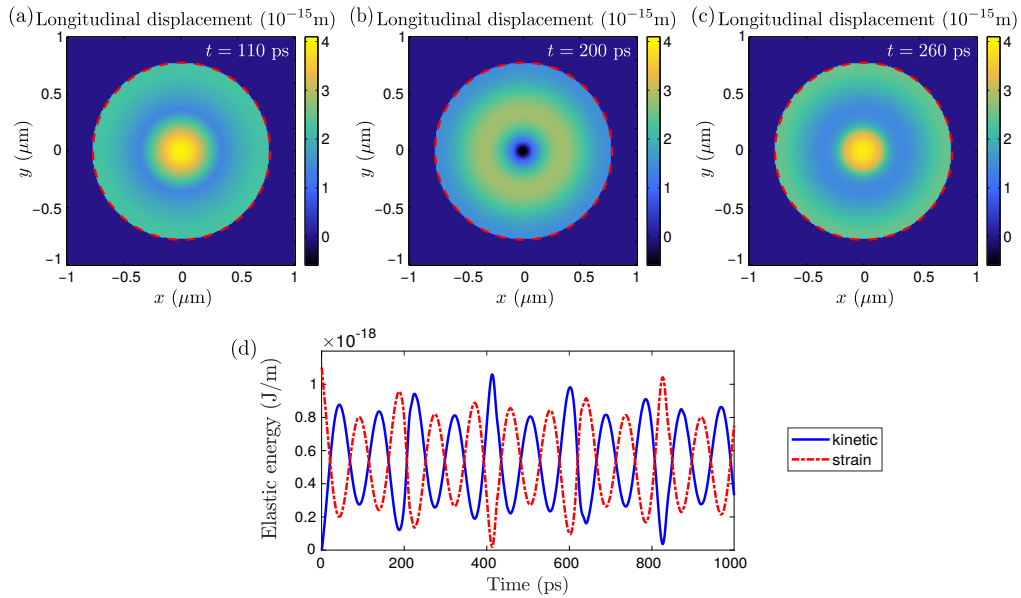 (a) Longitudinal displacement (10⁻¹⁵m)
t = 110 ps
1
0.5
0
−0.5
−1
y (μm)
−1 −0.5 0 0.5 1
x (μm)
4
3
2
1
0
(b) Longitudinal displacement (10⁻¹⁵m)
t = 200 ps
1
0.5
0
−0.5
−1
y (μm)
−1 −0.5 0 0.5 1
x (μm)
4
3
2
1
0
(c) Longitudinal displacement (10⁻¹⁵m)
t = 260 ps
1
0.5
0
−0.5
−1
y (μm)
−1 −0.5 0 0.5 1
x (μm)
4
3
2
1
0
(d)
×10⁻¹⁸
Elastic energy (J/m)
1
0.8
0.6
0.4
0.2
0
0 200 400 600 800 1000
Time (ps)
kinetic
strain